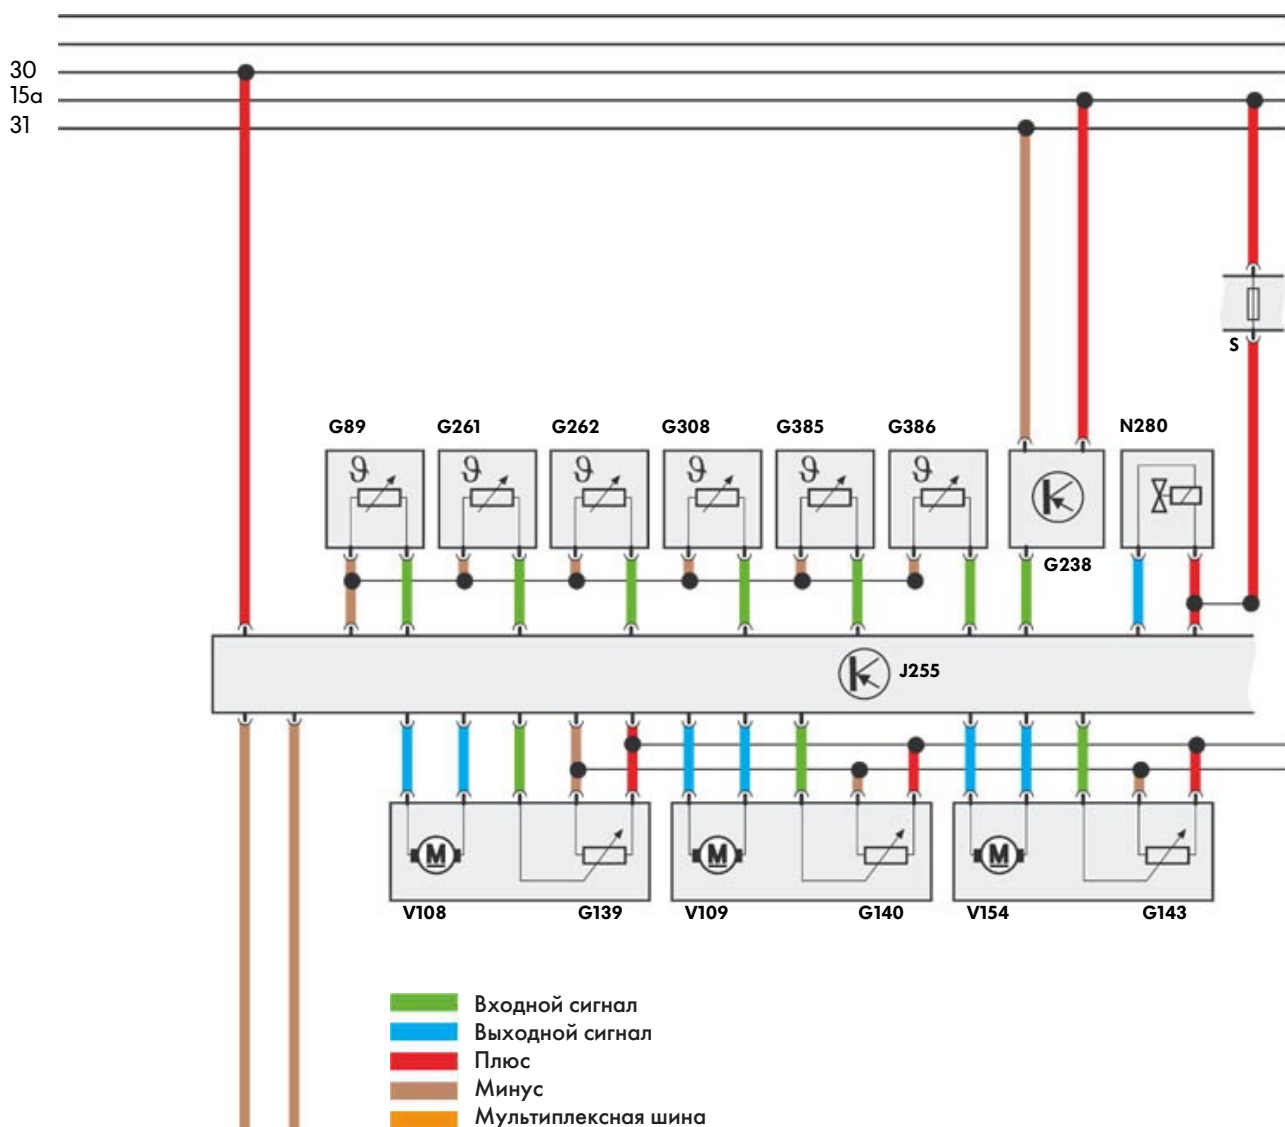 30
15a
31
S
G89 G261 G262 G308 G385 G386 N280
ϑ ϑ ϑ ϑ ϑ ϑ
G238
J255
M M M
V108 G139 V109 G140 V154 G143
Входной сигнал
Выходной сигнал
Плюс
Минус
Мультиплексная шина